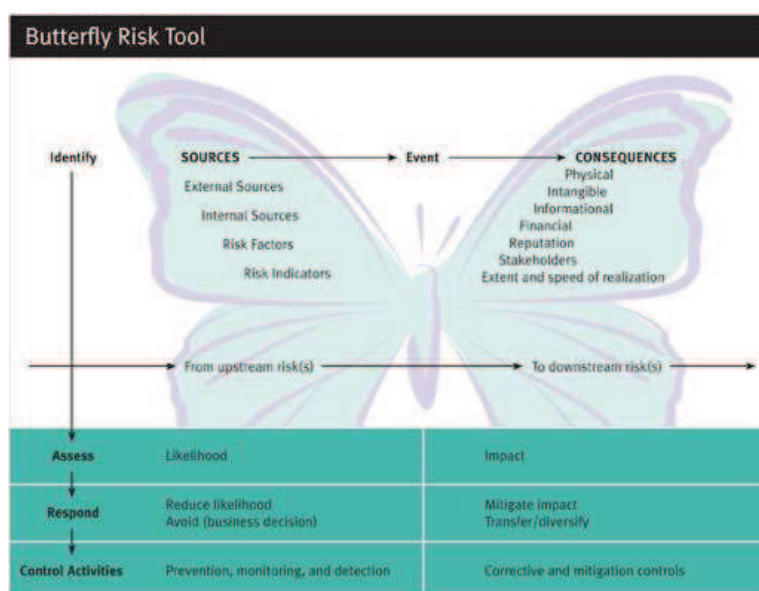 Butterfly Risk Tool
Identify
SOURCES
Event
CONSEQUENCES
External Sources
Internal Sources
Risk Factors
Risk Indicators
Physical
Intangible
Informational
Financial
Reputation
Stakeholders
Extent and speed of realization
From upstream risk(s)
To downstream risk(s)
Assess
Likelihood
Impact
Respond
Reduce likelihood
Avoid (business decision)
Mitigate impact
Transfer/diversify
Control Activities
Prevention, monitoring, and detection
Corrective and mitigation controls